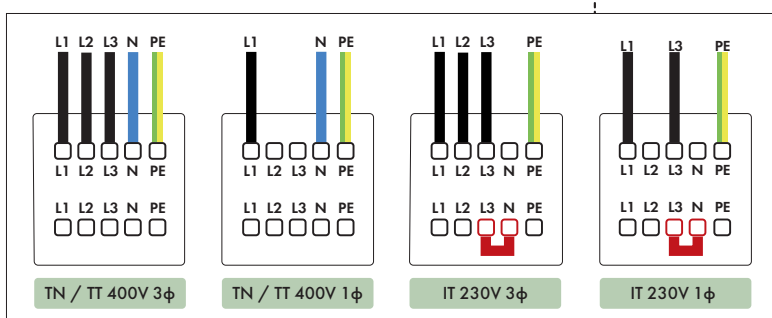 L1 L2 L3 N PE
L1 L2 L3 N PE
L1 L2 L3 N PE
TN / TT 400V 3ϕ
L1 N PE
L1 L2 L3 N PE
L1 L2 L3 N PE
TN / TT 400V 1ϕ
L1 L2 L3 PE
L1 L2 L3 N PE
L1 L2 L3 N PE
IT 230V 3ϕ
L1 L3 PE
L1 L2 L3 N PE
L1 L2 L3 N PE
IT 230V 1ϕ